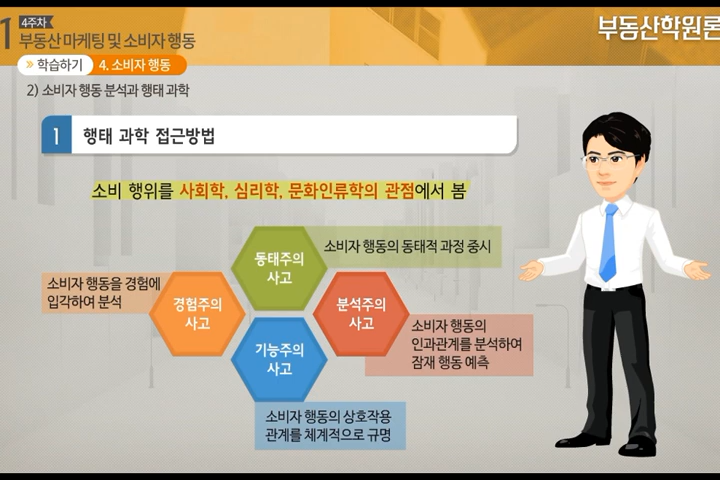 4주차
1 부동산 마케팅 및 소비자 행동
부동산학원론
» 학습하기
4. 소비자 행동
2) 소비자 행동 분석과 행태 과학
1 행태 과학 접근방법
소비 행위를 사회학, 심리학, 문화인류학의 관점에서 봄
동태주의
사고
소비자 행동의 동태적 과정 중시
소비자 행동을 경험에
입각하여 분석
경험주의
사고
분석주의
사고
소비자 행동의
인과관계를 분석하여
잠재 행동 예측
기능주의
사고
소비자 행동의 상호작용
관계를 체계적으로 규명